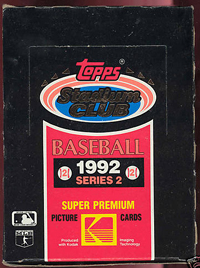 Topps®
Stadium
CLUB
BASEBALL
1992
SERIES 2
SUPER PREMIUM
PICTURE CARDS
Produced with Kodak Imaging Technology